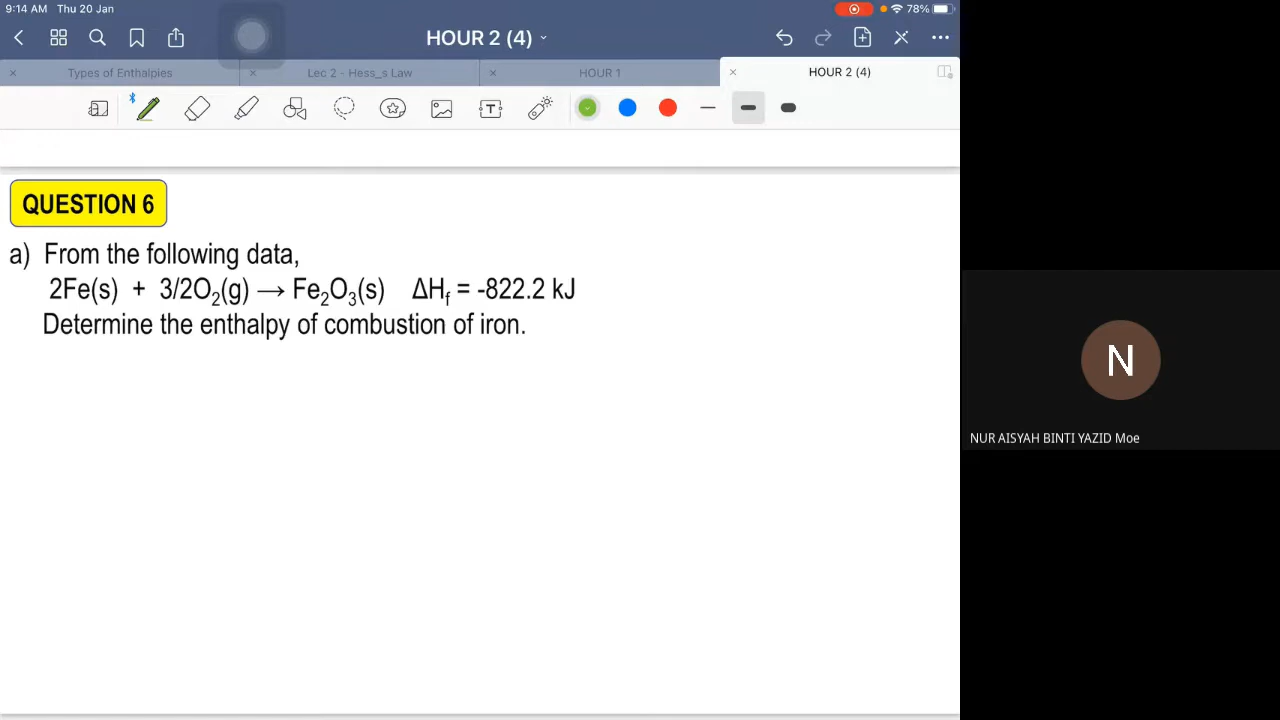 9:14 AM Thu 20 Jan
78%
HOUR 2 (4)
Types of Enthalpies
Lec 2 - Hess_s Law
HOUR 1
HOUR 2 (4)
T
QUESTION 6
a) From the following data,
2Fe(s) + 3/2O₂(g) → Fe₂O₃(s) ΔHf = -822.2 kJ
Determine the enthalpy of combustion of iron.
N
NUR AISYAH BINTI YAZID Moe